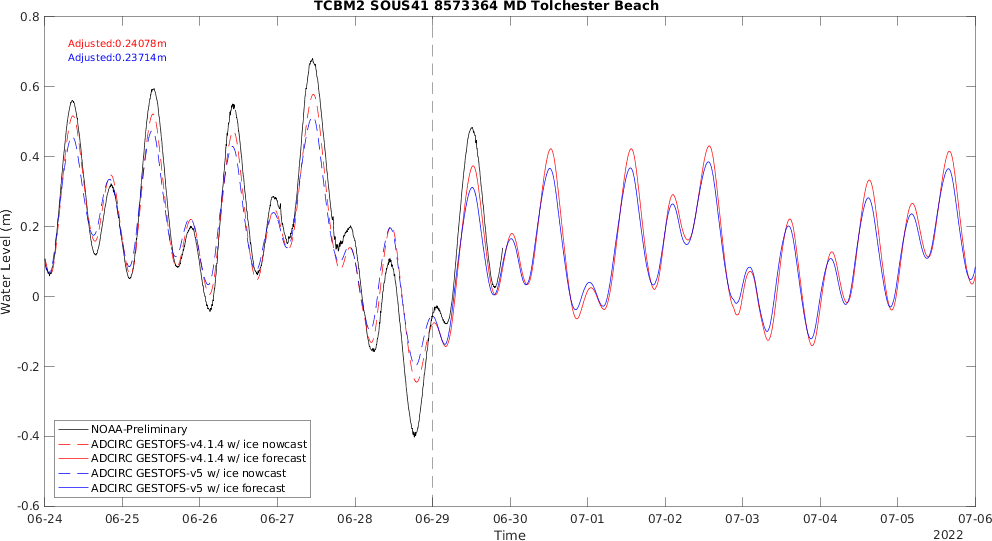 TCBM2 SOUS41 8573364 MD Tolchester Beach
Adjusted:0.24078m
Adjusted:0.23714m
0.8
0.6
0.4
0.2
0
-0.2
-0.4
-0.6
Water Level (m)
NOAA-Preliminary
ADCIRC GESTOFS-v4.1.4 w/ ice nowcast
ADCIRC GESTOFS-v4.1.4 w/ ice forecast
ADCIRC GESTOFS-v5 w/ ice nowcast
ADCIRC GESTOFS-v5 w/ ice forecast
06-24 06-25 06-26 06-27 06-28 06-29 06-30 07-01 07-02 07-03 07-04 07-05 07-06
Time
2022